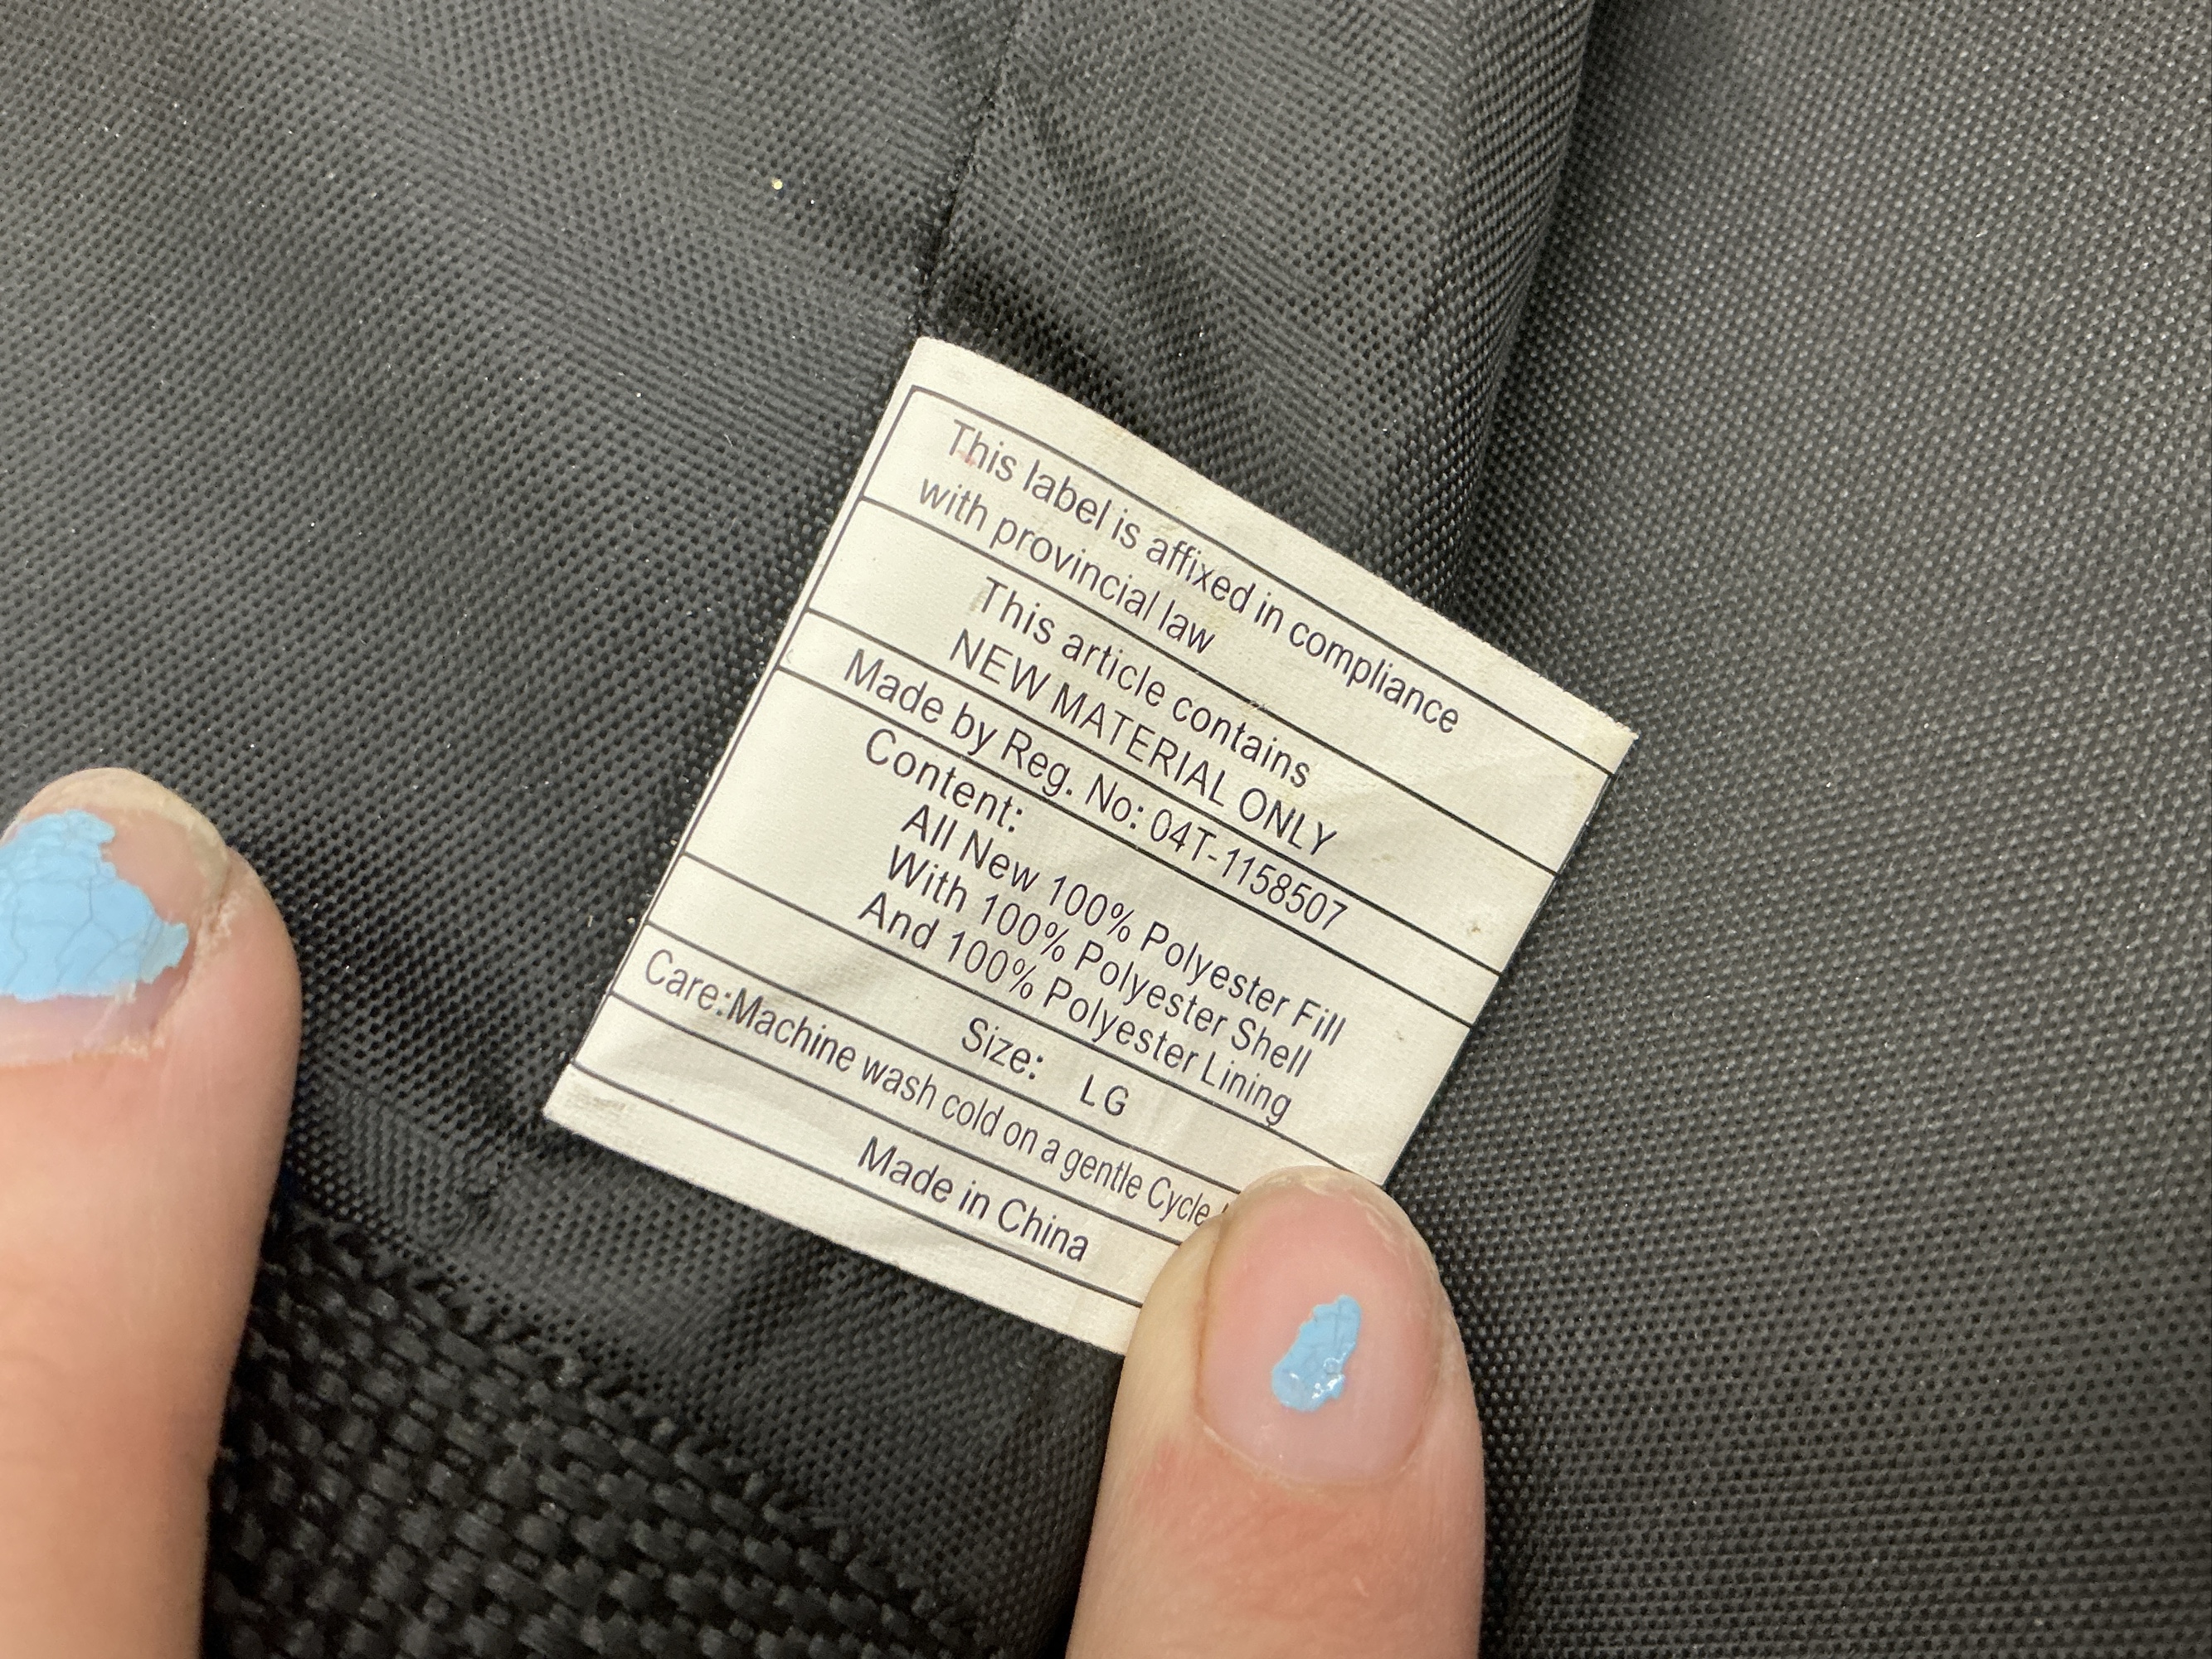 This label is affixed in compliance
with provincial law
This article contains
NEW MATERIAL ONLY
Made by Reg. No: 04T-1158507
Content:
All New 100% Polyester Fill
With 100% Polyester Shell
And 100% Polyester Lining
Size: LG
Care:Machine wash cold on a gentle Cycle
Made in China